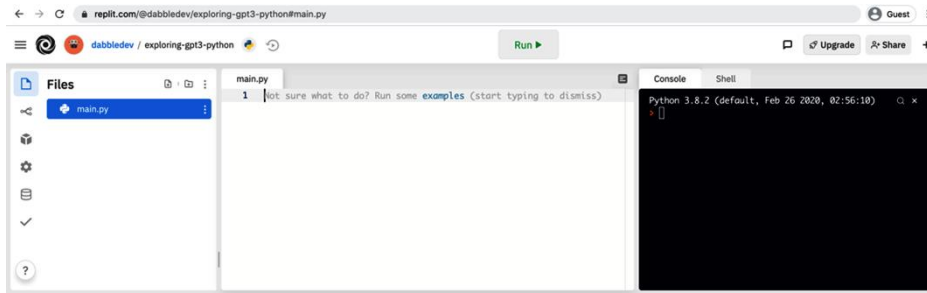 replit.com/@dabbledev/exploring-gpt3-python#main.py
Guest
dabbledev / exploring-gpt3-python
Run
Upgrade
Share
Files
main.py
main.py
1 Not sure what to do? Run some examples (start typing to dismiss)
Console
Shell
Python 3.8.2 (default, Feb 26 2020, 02:56:10)
>
?